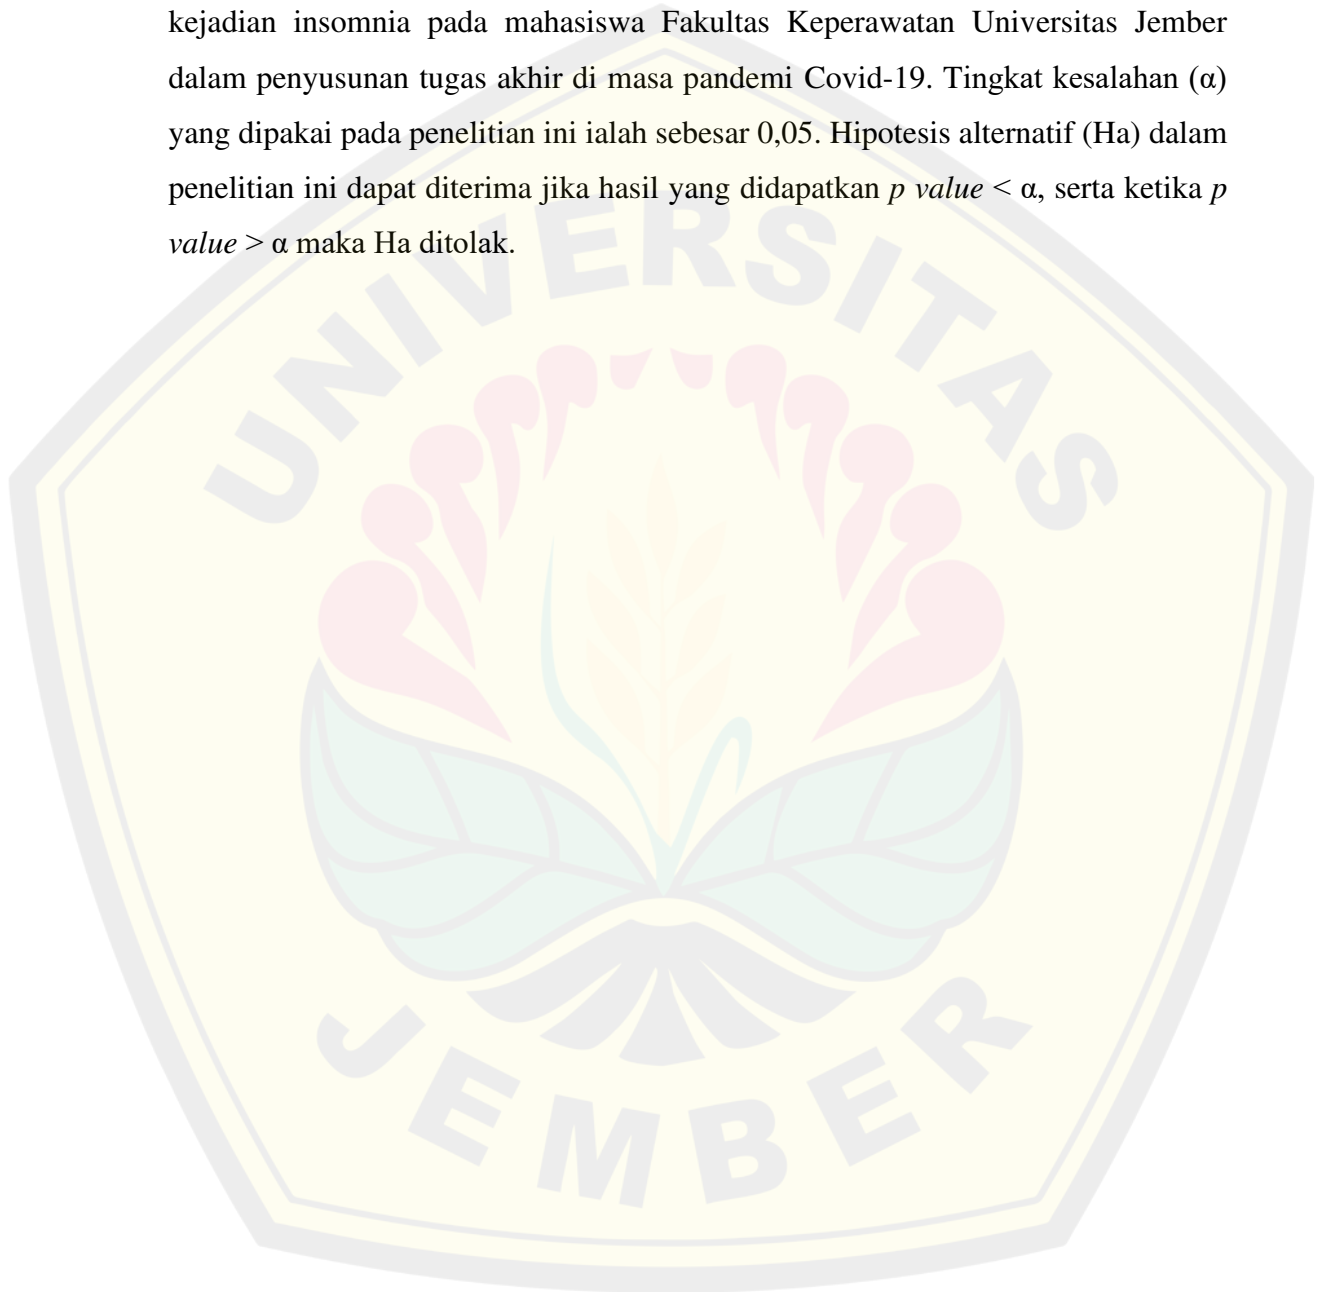 kejadian insomnia pada mahasiswa Fakultas Keperawatan Universitas Jember
dalam penyusunan tugas akhir di masa pandemi Covid-19. Tingkat kesalahan (α)
yang dipakai pada penelitian ini ialah sebesar 0,05. Hipotesis alternatif (Ha) dalam
penelitian ini dapat diterima jika hasil yang didapatkan p value < α, serta ketika p
value > α maka Ha ditolak.
UNIVERSITAS
JEMBER